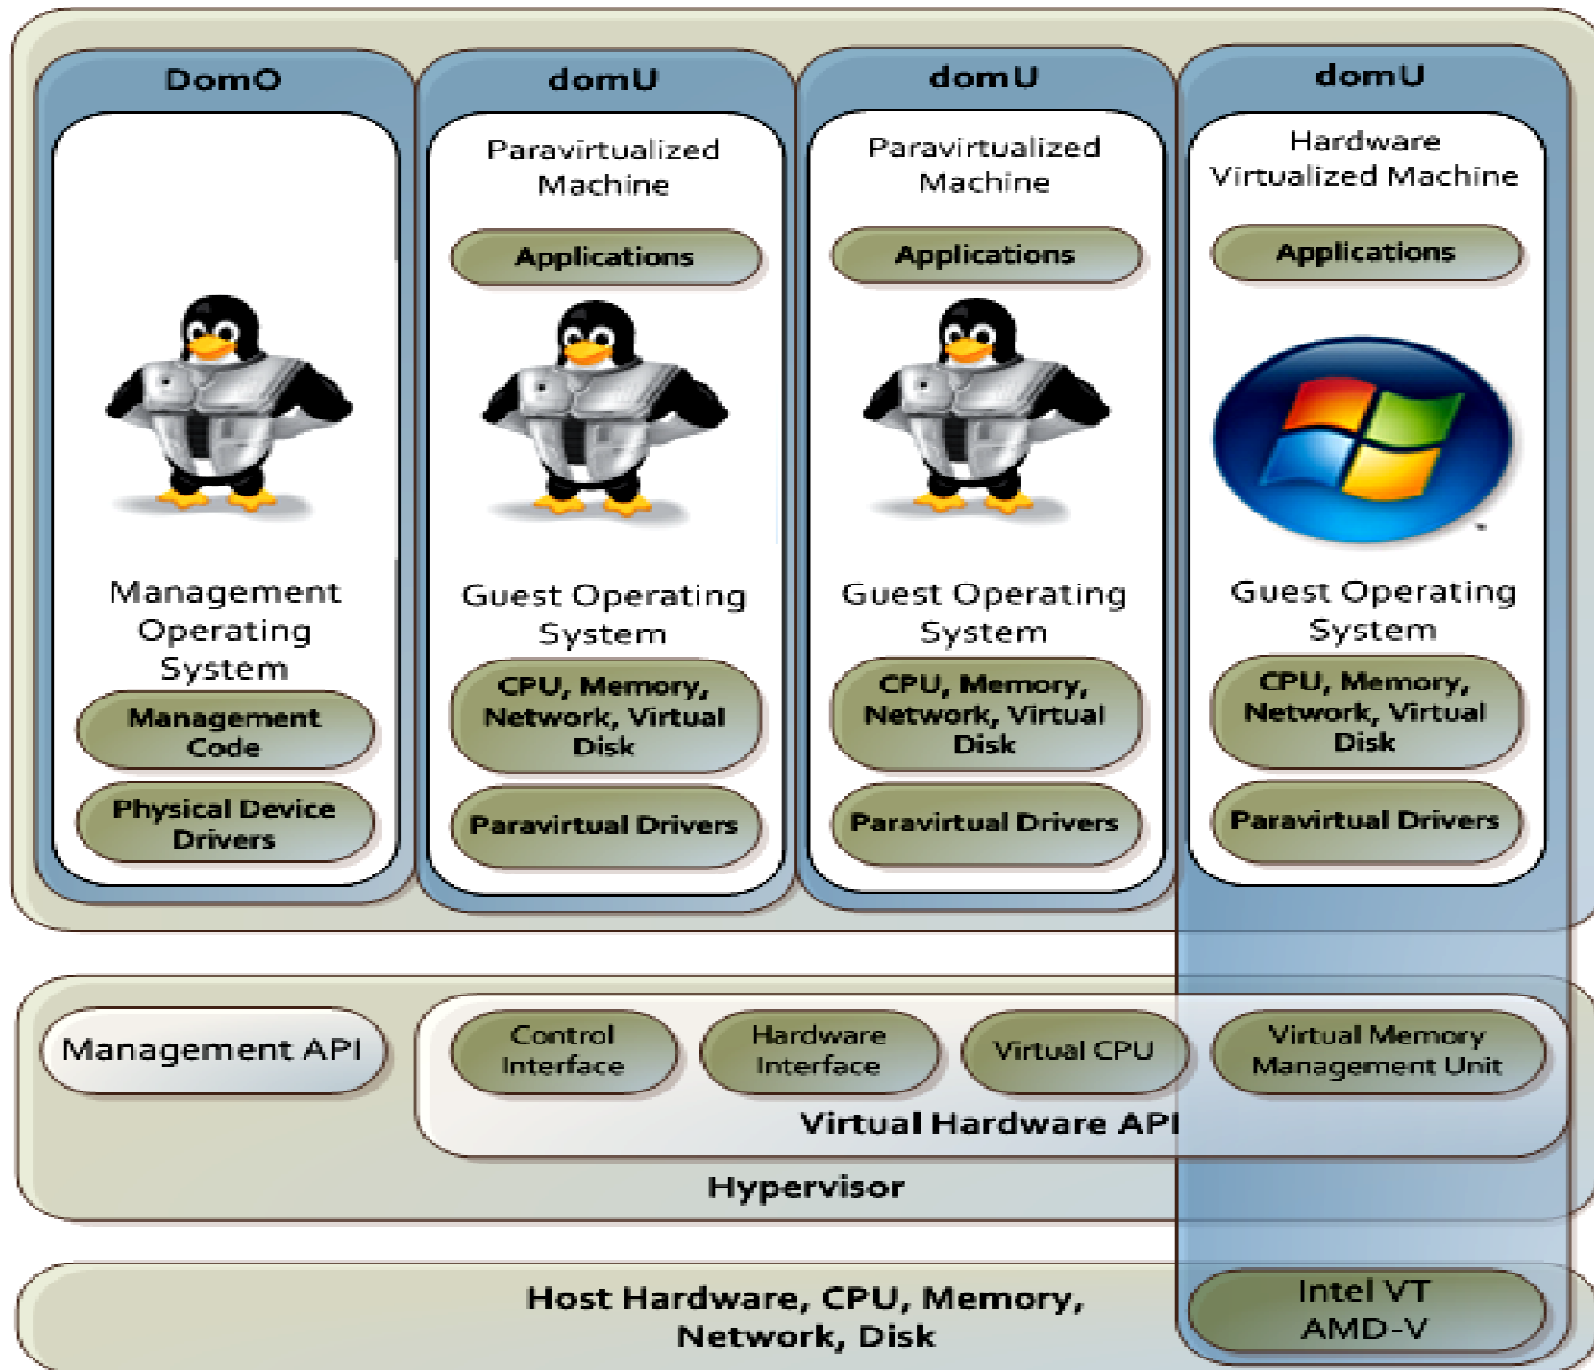 DomO
Management
Operating
System
Management
Code
Physical Device
Drivers
domU
Paravirtualized
Machine
Applications
Guest Operating
System
CPU, Memory,
Network, Virtual
Disk
Paravirtual Drivers
domU
Paravirtualized
Machine
Applications
Guest Operating
System
CPU, Memory,
Network, Virtual
Disk
Paravirtual Drivers
domU
Hardware
Virtualized Machine
Applications
Guest Operating
System
CPU, Memory,
Network, Virtual
Disk
Paravirtual Drivers
Management API
Control
Interface
Hardware
Interface
Virtual CPU
Virtual Memory
Management Unit
Virtual Hardware API
Hypervisor
Host Hardware, CPU, Memory,
Network, Disk
Intel VT
AMD-V